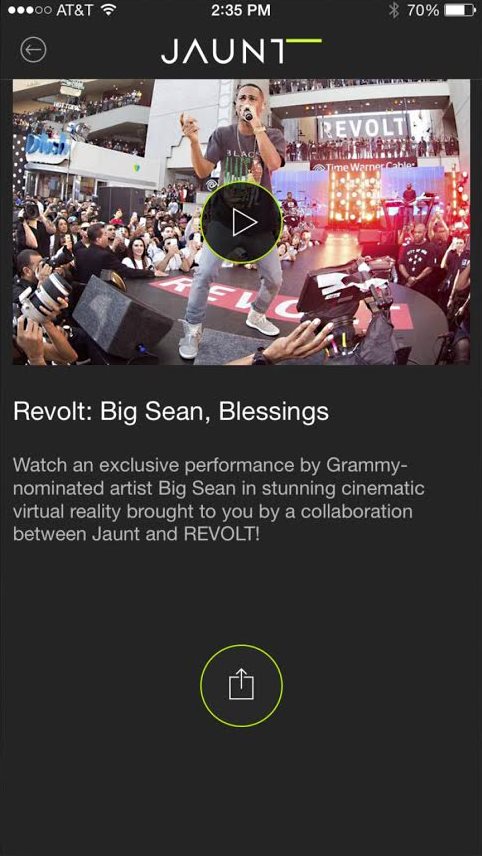 AT&T 2:35 PM 70%
JAUNT
REVOLT
Time Warner Cable
REVOLT
Revolt: Big Sean, Blessings
Watch an exclusive performance by Grammy-
nominated artist Big Sean in stunning cinematic
virtual reality brought to you by a collaboration
between Jaunt and REVOLT!